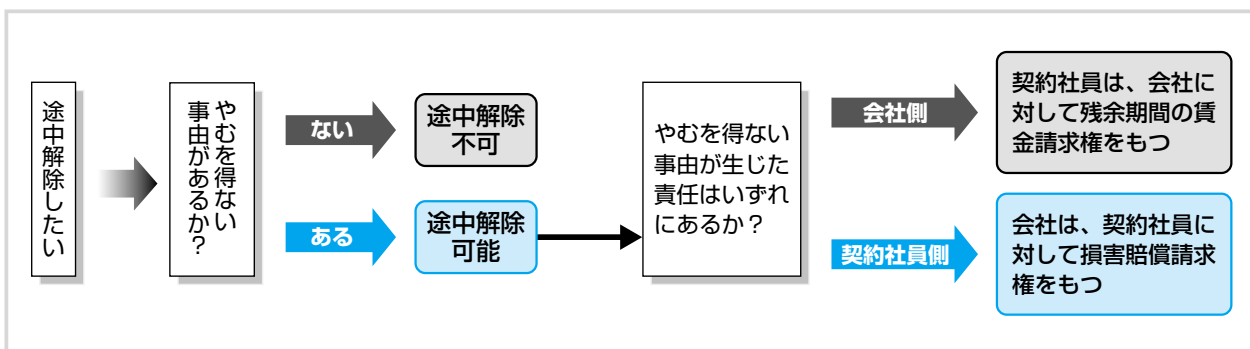 途中解除したい
やむを得ない
事由があるか？
ない
途中解除
不可
ある
途中解除
可能
やむを得ない
事由が生じた
責任はいずれ
にあるか？
会社側
契約社員は、会社に
対して残余期間の賃
金請求権をもつ
契約社員側
会社は、契約社員に
対して損害賠償請求
権をもつ